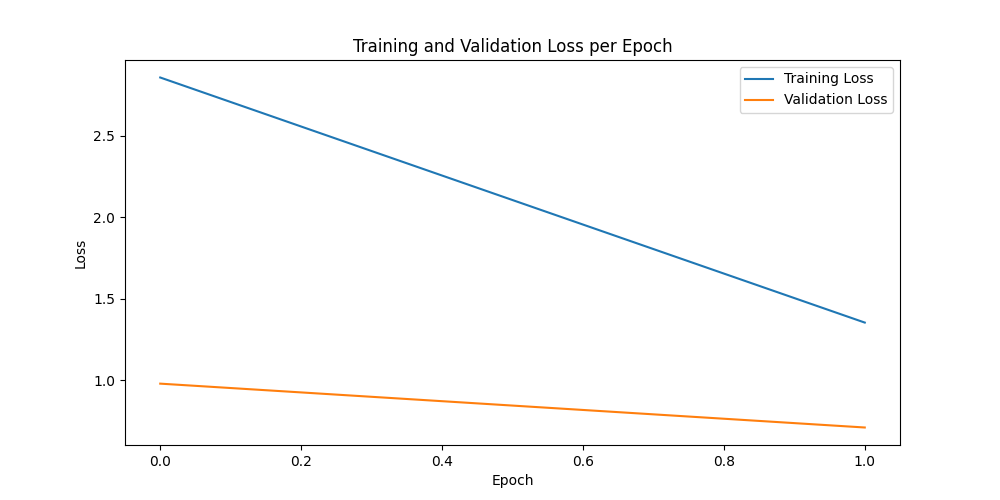 Training and Validation Loss per Epoch
Training Loss
Validation Loss
Loss
2.5
2.0
1.5
1.0
0.0 0.2 0.4 0.6 0.8 1.0
Epoch